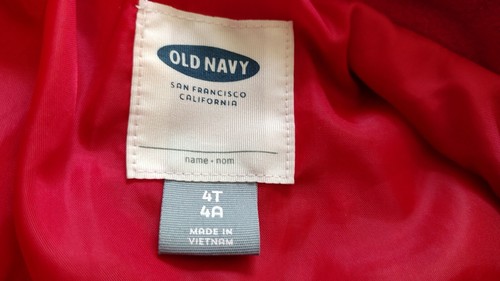 OLD NAVY
SAN FRANCISCO
CALIFORNIA
name • nom
4T
4A
MADE IN
VIETNAM